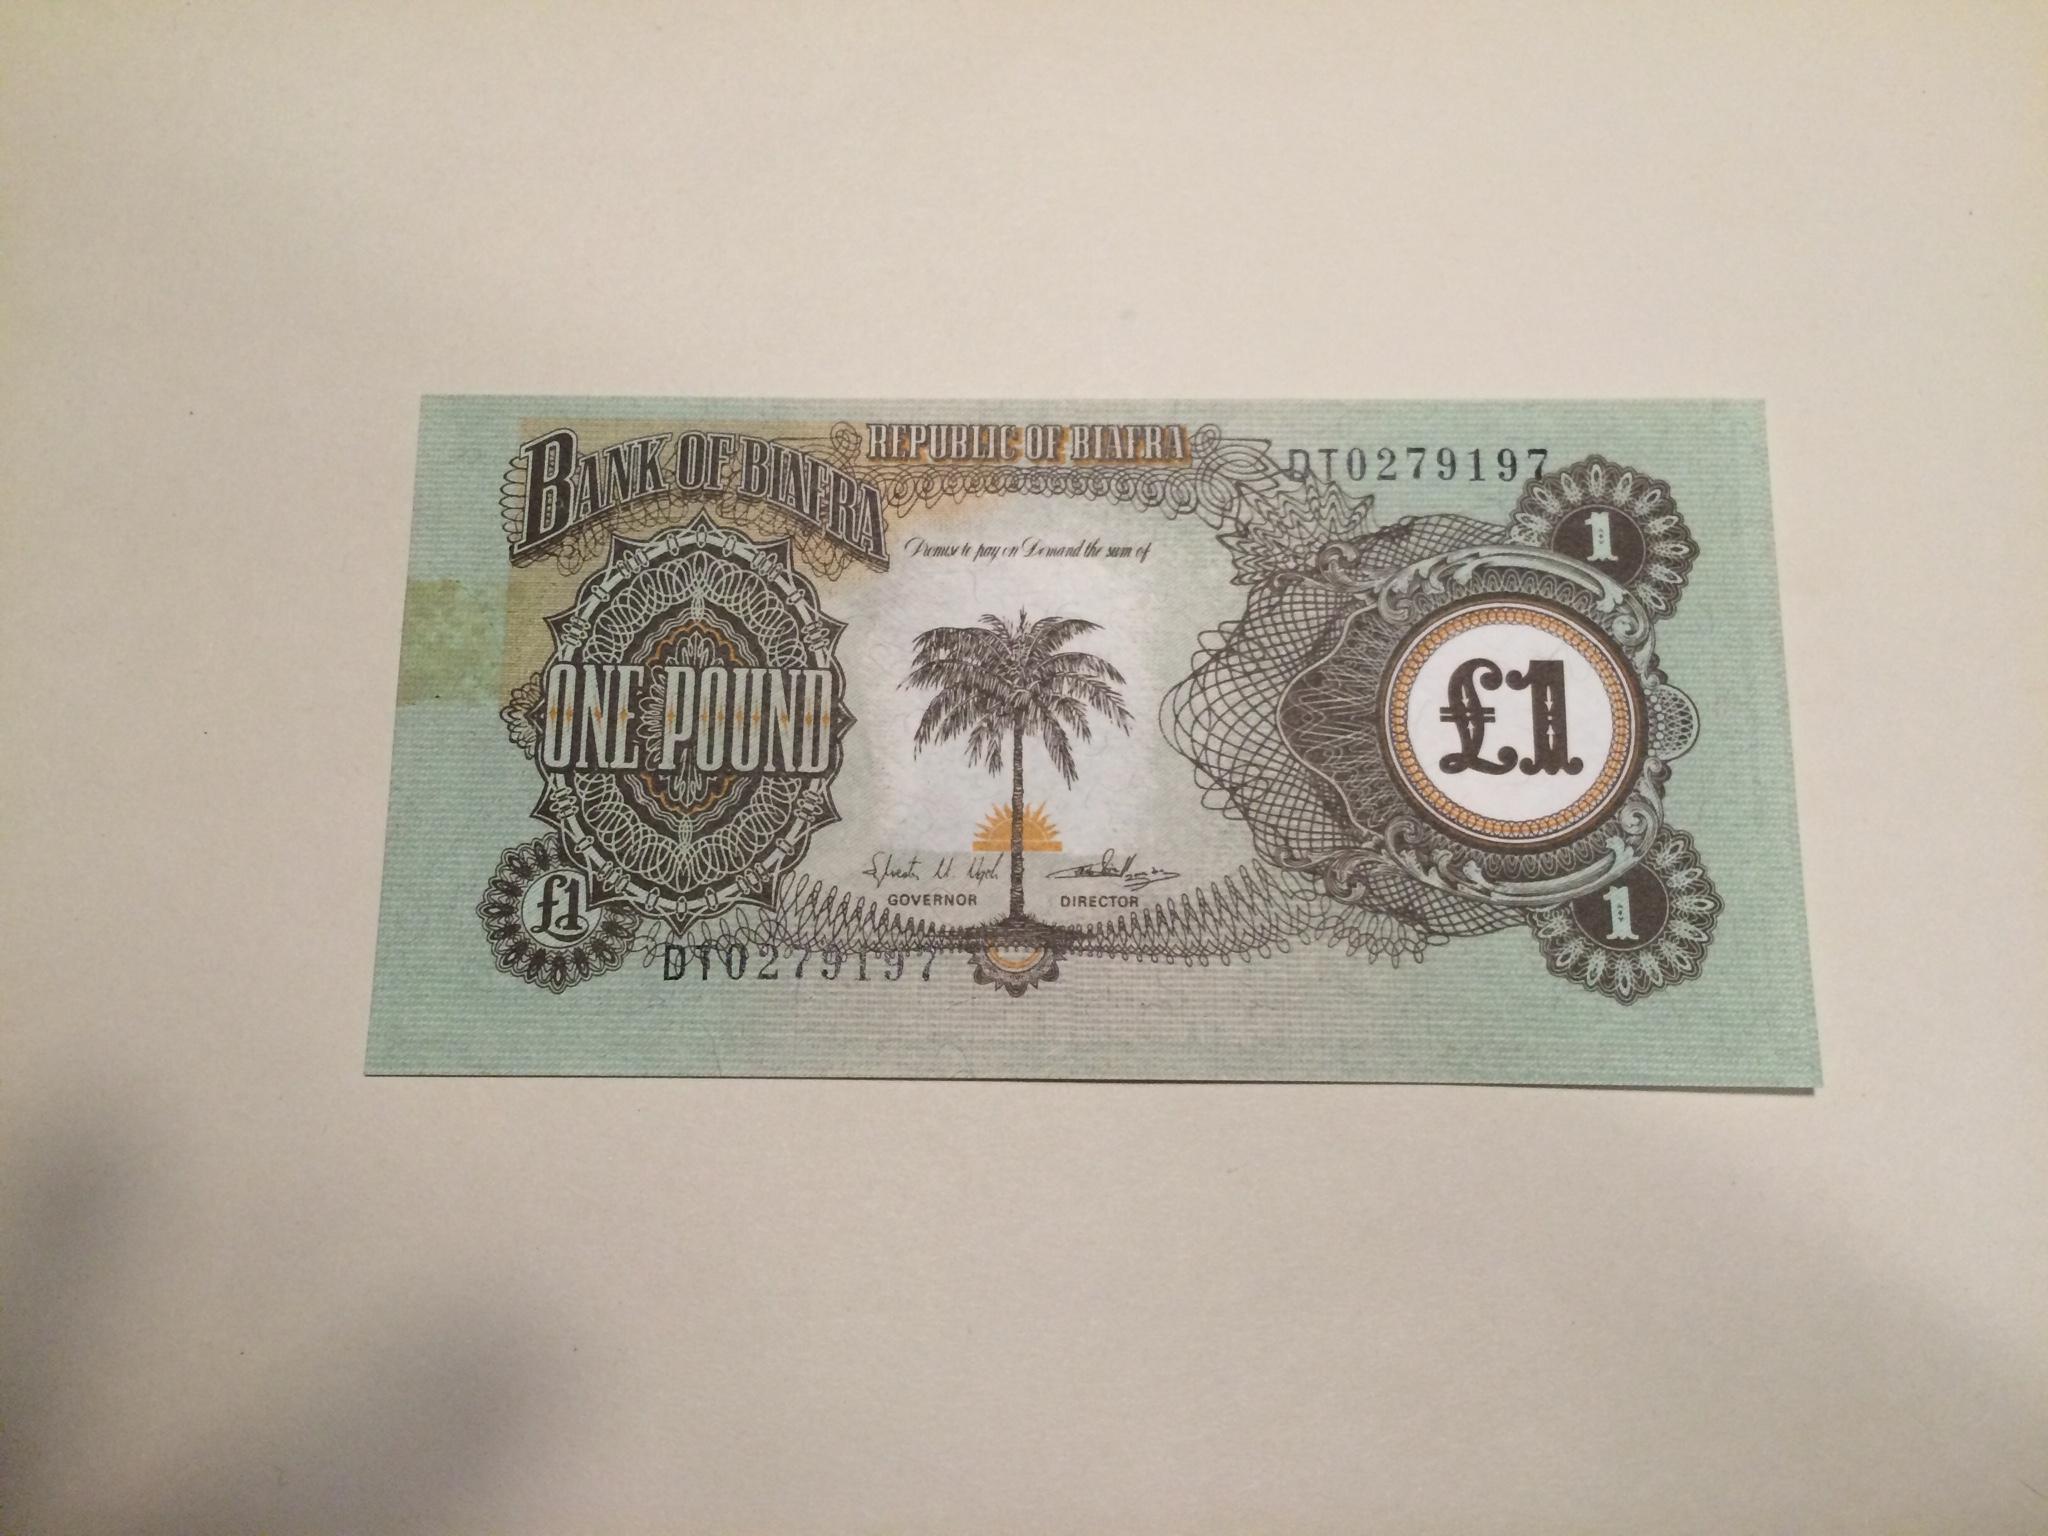 BANK OF BIAFRA
REPUBLIC OF BIAFRA
DT0279197
1
Promise to pay on Demand the sum of
ONE POUND
£1
GOVERNOR
DIRECTOR
£1
1
DT0279197